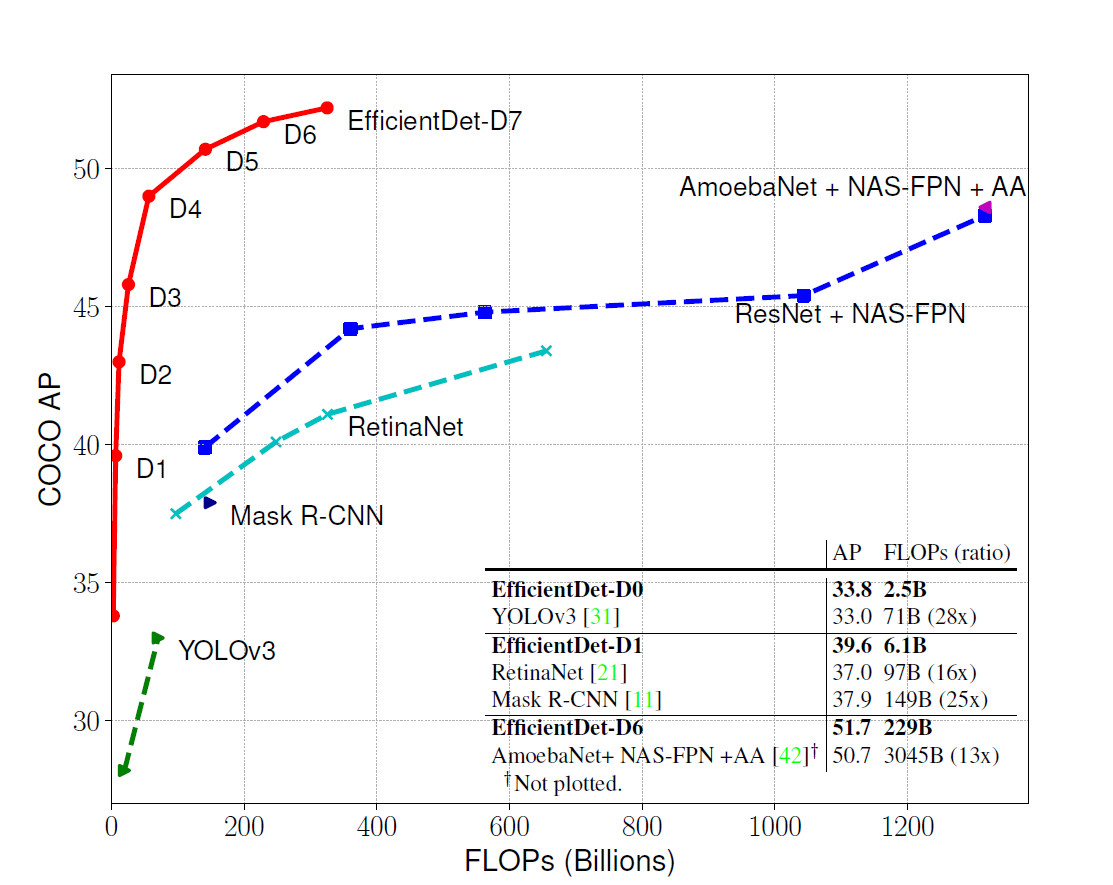 COCO AP
50
45
40
35
30
EfficientDet-D7
D6
D5
AmoebaNet + NAS-FPN + AA
D4
D3
ResNet + NAS-FPN
D2
RetinaNet
D1
Mask R-CNN
YOLOv3
AP FLOPs (ratio)
EfficientDet-D0 33.8 2.5B
YOLOv3 [31] 33.0 71B (28x)
EfficientDet-D1 39.6 6.1B
RetinaNet [21] 37.0 97B (16x)
Mask R-CNN [11] 37.9 149B (25x)
EfficientDet-D6 51.7 229B
AmoebaNet+ NAS-FPN +AA [42]† 50.7 3045B (13x)
†Not plotted.
0 200 400 600 800 1000 1200
FLOPs (Billions)